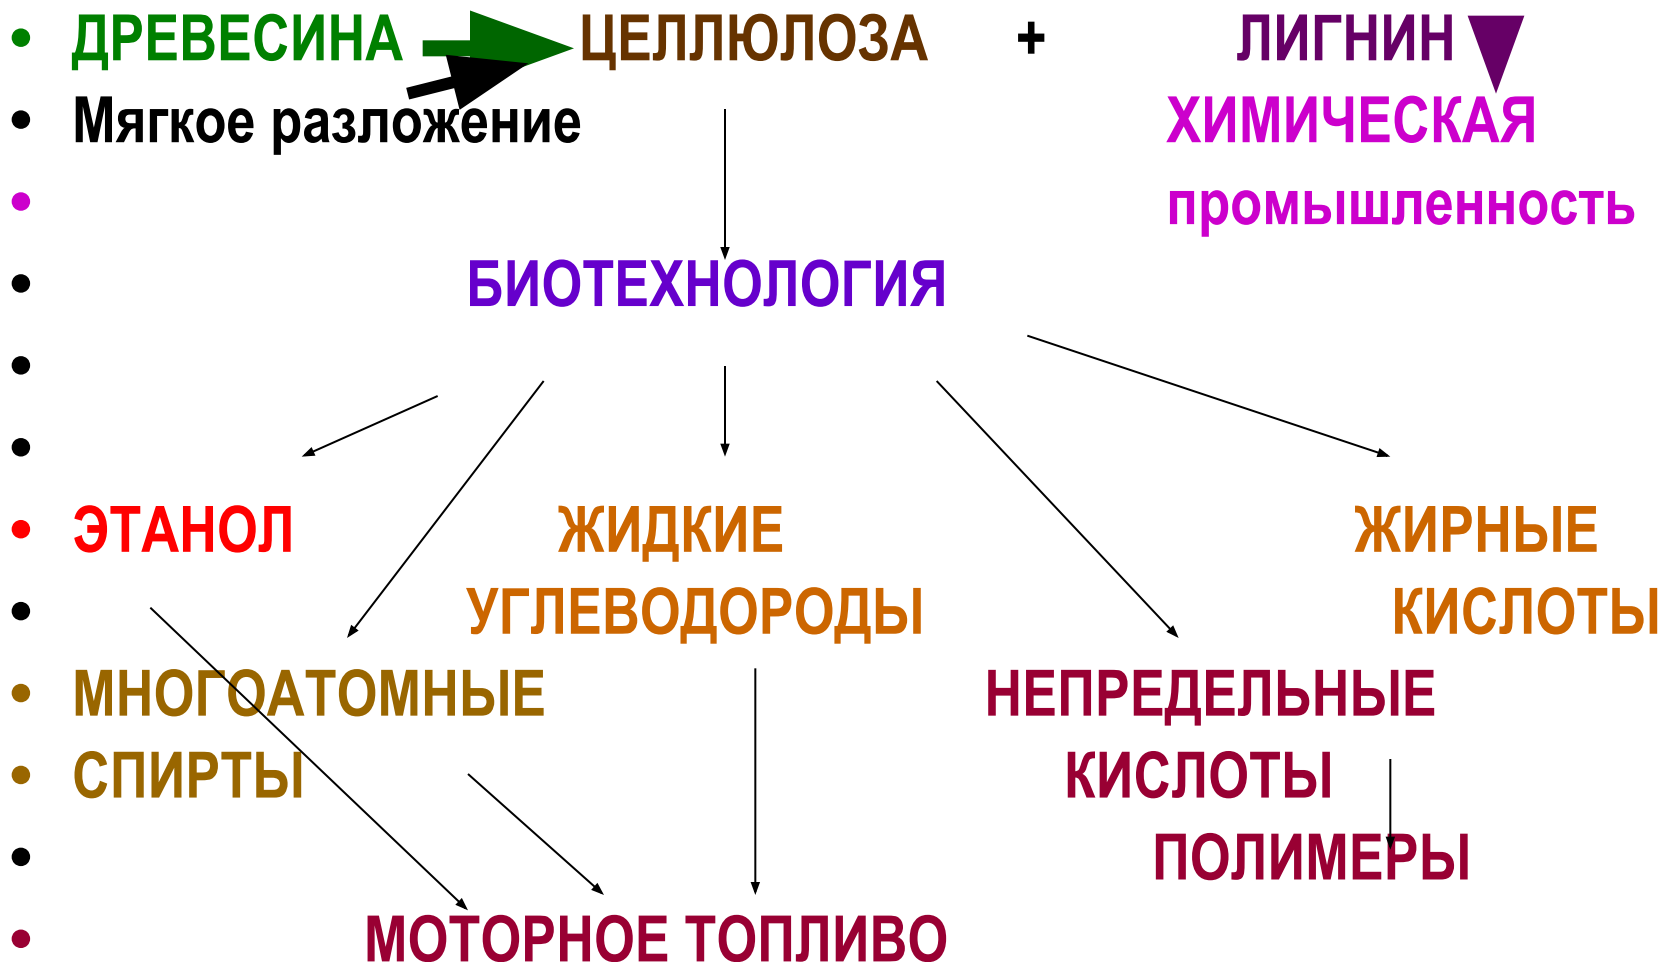 ДРЕВЕСИНА ЦЕЛЛЮЛОЗА + ЛИГНИН
Мягкое разложение ХИМИЧЕСКАЯ
промышленность
БИОТЕХНОЛОГИЯ
ЭТАНОЛ ЖИДКИЕ ЖИРНЫЕ
УГЛЕВОДОРОДЫ КИСЛОТЫ
МНОГОАТОМНЫЕ НЕПРЕДЕЛЬНЫЕ
СПИРТЫ КИСЛОТЫ
ПОЛИМЕРЫ
МОТОРНОЕ ТОПЛИВО